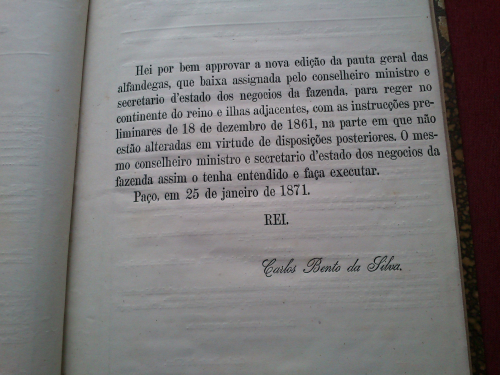 Hei por bem approvar a nova edição da pauta geral das
alfandegas, que baixa assignada pelo conselheiro ministro e
secretario d'estado dos negocios da fazenda, para reger no
continente do reino e ilhas adjacentes, com as instrucções pre-
liminares de 18 de dezembro de 1861, na parte em que não
estão alteradas em virtude de disposições posteriores. O mes-
mo conselheiro ministro e secretario d'estado dos negocios da
fazenda assim o tenha entendido e faça executar.
Paço, em 25 de janeiro de 1871.
REI.
Carlos Bento da Silva.